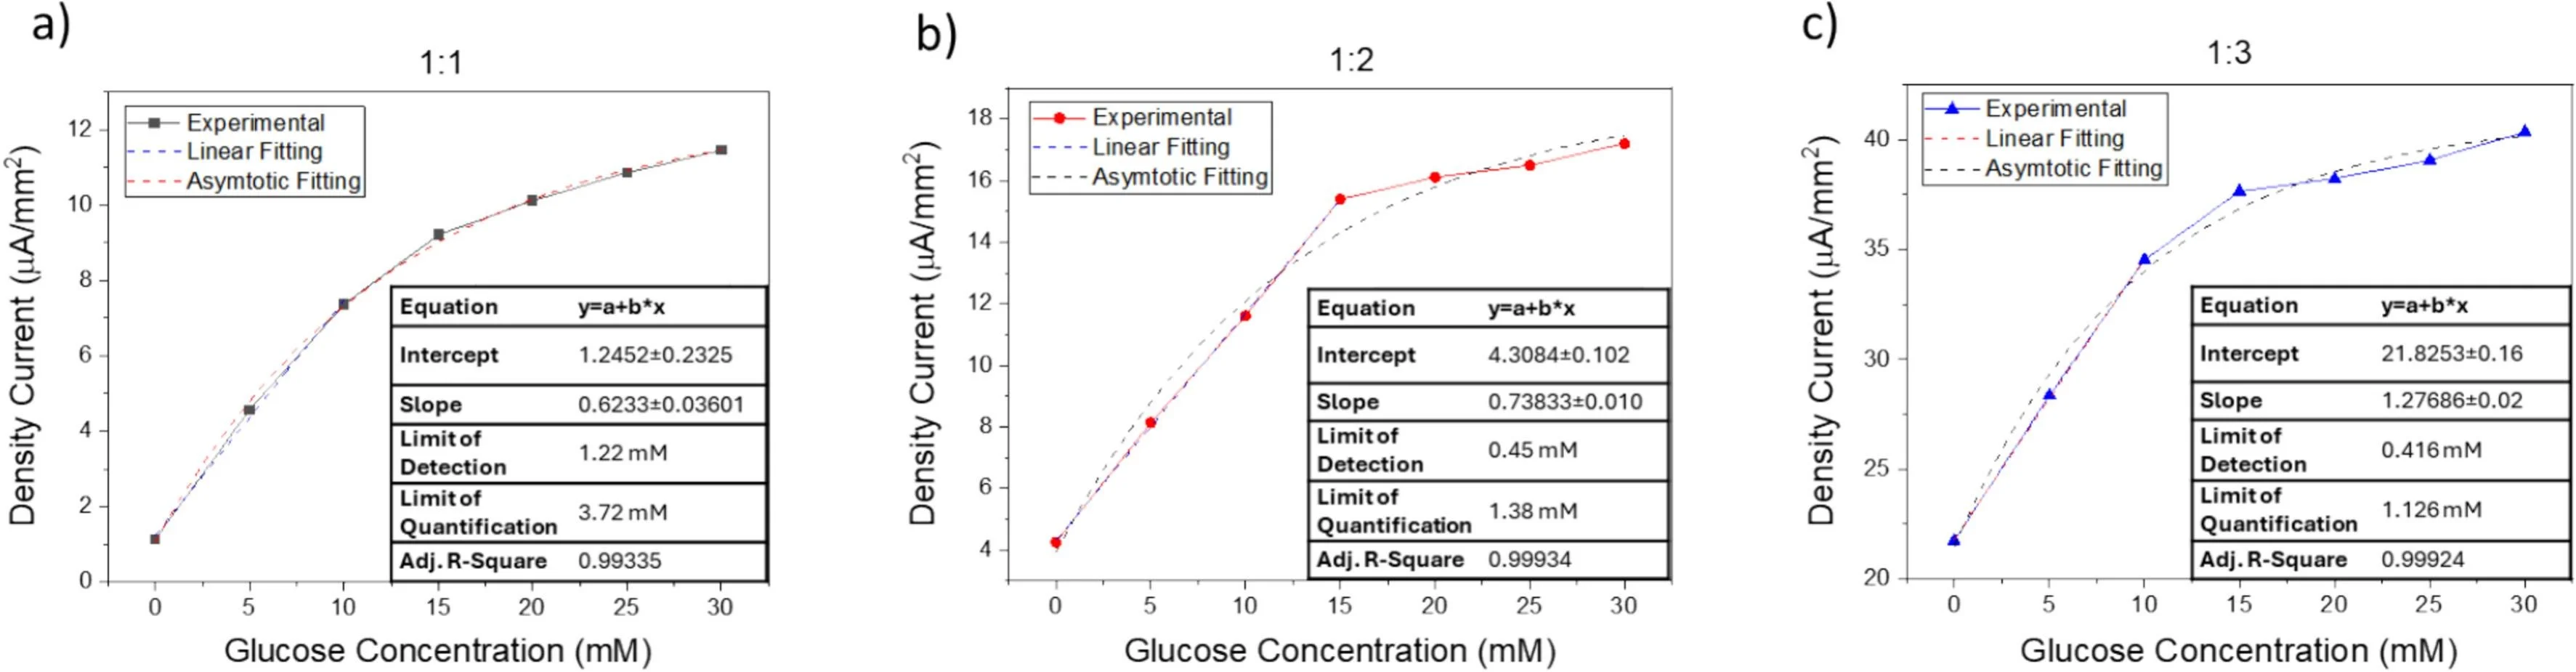 a)
1:1
Experimental
Linear Fitting
Asymtotic Fitting
Density Current (µA/mm²)
12
10
8
6
4
2
0
Equation y=a+b*x
Intercept 1.2452±0.2325
Slope 0.6233±0.03601
Limit of
Detection 1.22 mM
Limit of
Quantification 3.72 mM
Adj. R-Square 0.99335
0 5 10 15 20 25 30
Glucose Concentration (mM)
b)
1:2
Experimental
Linear Fitting
Asymtotic Fitting
Density Current (µA/mm²)
18
16
14
12
10
8
6
4
Equation y=a+b*x
Intercept 4.3084±0.102
Slope 0.73833±0.010
Limit of
Detection 0.45 mM
Limit of
Quantification 1.38 mM
Adj. R-Square 0.99934
0 5 10 15 20 25 30
Glucose Concentration (mM)
c)
1:3
Experimental
Linear Fitting
Asymtotic Fitting
Density Current (µA/mm²)
40
35
30
25
20
Equation y=a+b*x
Intercept 21.8253±0.16
Slope 1.27686±0.02
Limit of
Detection 0.416 mM
Limit of
Quantification 1.126 mM
Adj. R-Square 0.99924
0 5 10 15 20 25 30
Glucose Concentration (mM)